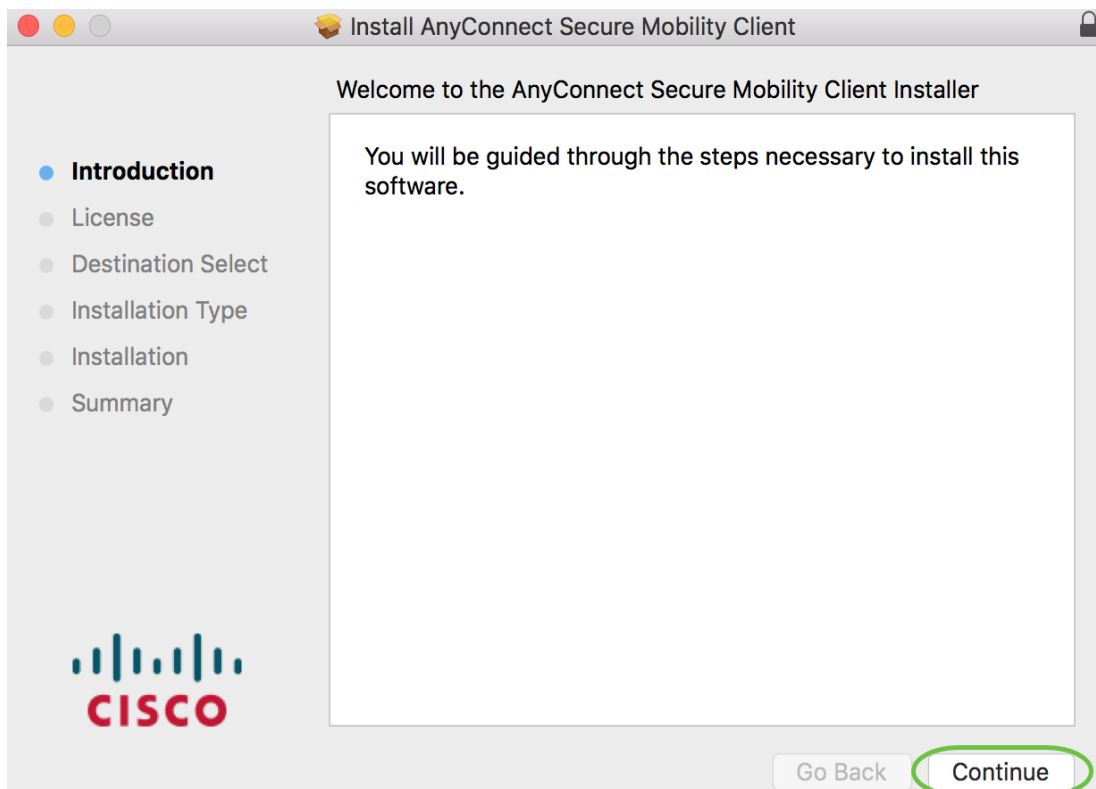 Install AnyConnect Secure Mobility Client
Welcome to the AnyConnect Secure Mobility Client Installer
Introduction
License
Destination Select
Installation Type
Installation
Summary
You will be guided through the steps necessary to install this
software.
CISCO
Go Back
Continue